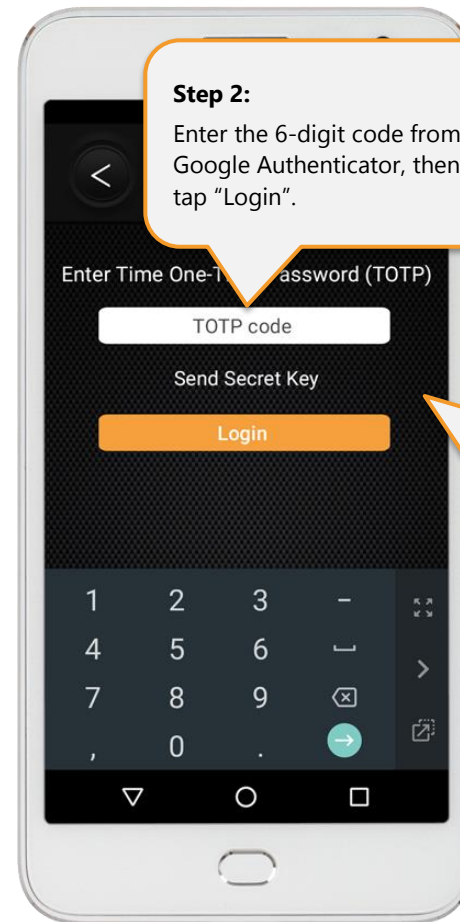 Step 2:
Enter the 6-digit code from
Google Authenticator, then
tap “Login”.
Enter Time One-T assword (TOTP)
TOTP code
Send Secret Key
Login
1 2 3 -
4 5 6
7 8 9
, 0 .